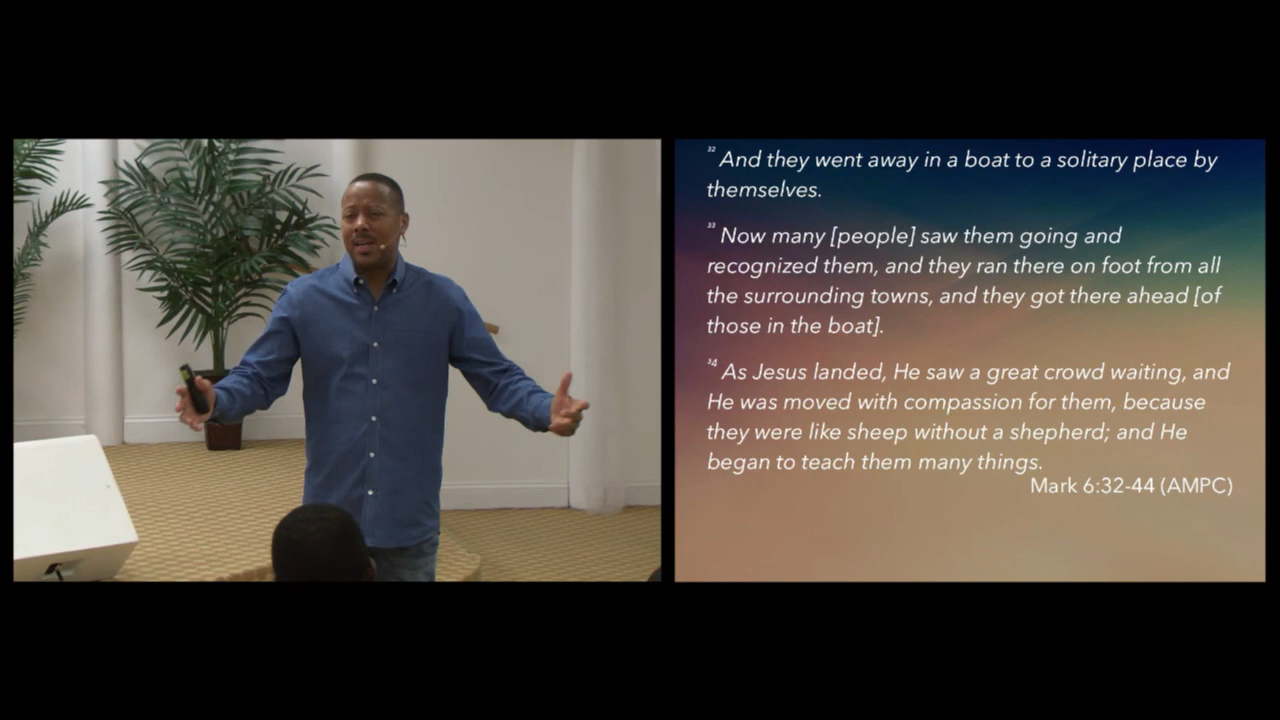 32 And they went away in a boat to a solitary place by
themselves.
33 Now many [people] saw them going and
recognized them, and they ran there on foot from all
the surrounding towns, and they got there ahead [of
those in the boat].
34 As Jesus landed, He saw a great crowd waiting, and
He was moved with compassion for them, because
they were like sheep without a shepherd; and He
began to teach them many things.
Mark 6:32-44 (AMPC)